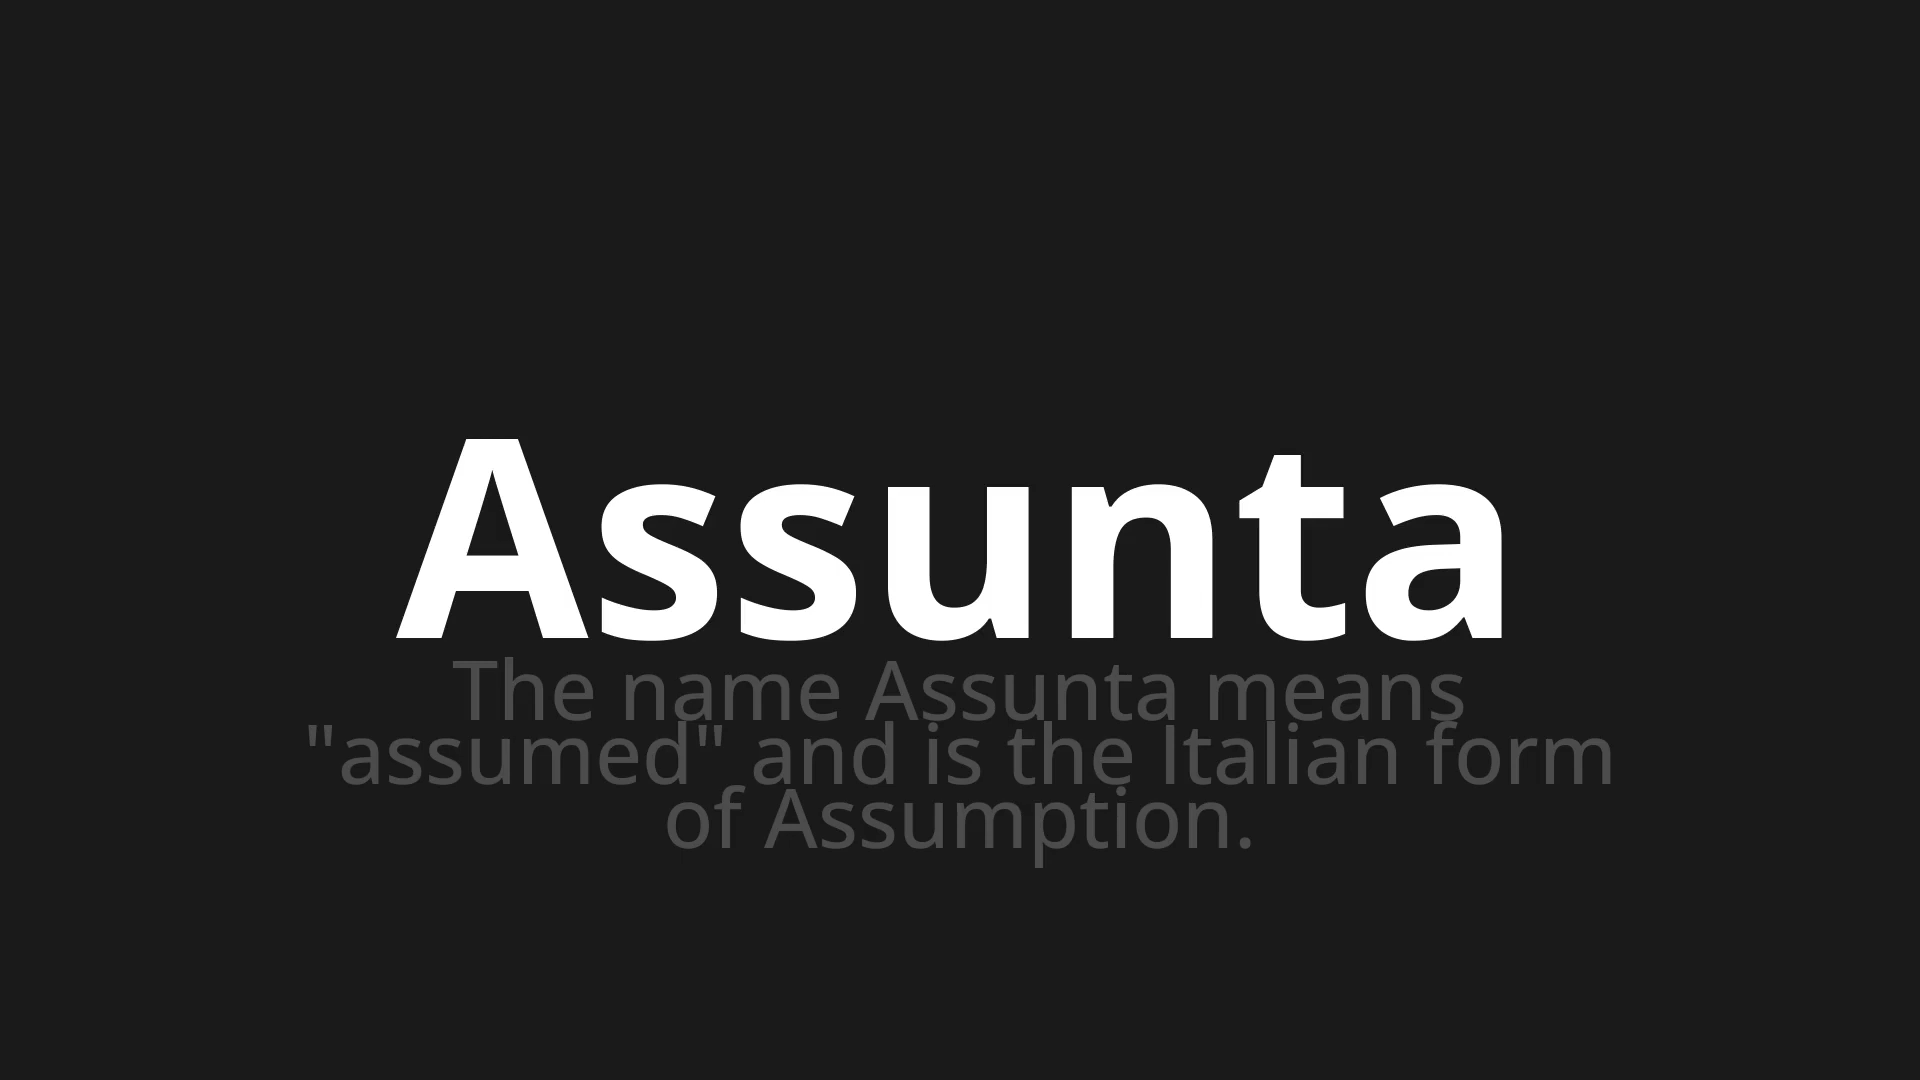 Assunta
The name Assunta means
"assumed" and is the Italian form
of Assumption.